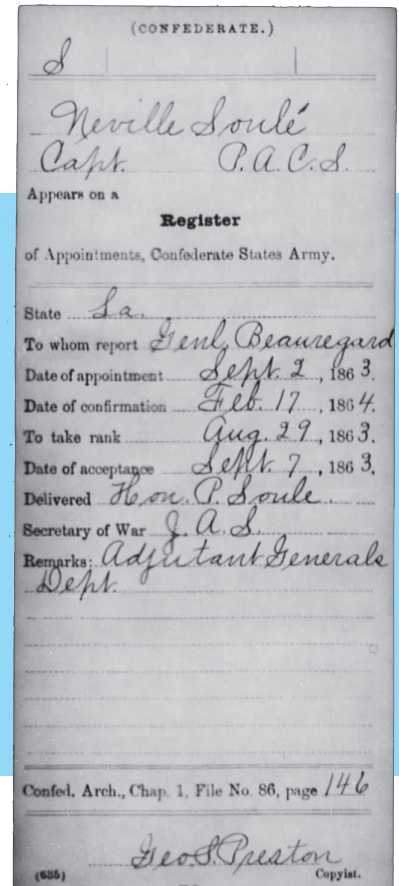 (CONFEDERATE.)
S
Neville Soulé
Capt. P.A.C.S.
Appears on a
Register
of Appointments, Confederate States Army.
State La.
To whom report Genl. Beauregard
Date of appointment Sept. 2, 1863.
Date of confirmation Feb. 17, 1864.
To take rank Aug. 29, 1863.
Date of acceptance Sept. 7, 1863.
Delivered Hon. P. Soule.
Secretary of War J. A. S.
Remarks: Adjutant Generals
Dept.
Confed. Arch., Chap. 1, File No. 86, page 146
Geo. S. Preston
(635) Copyist.